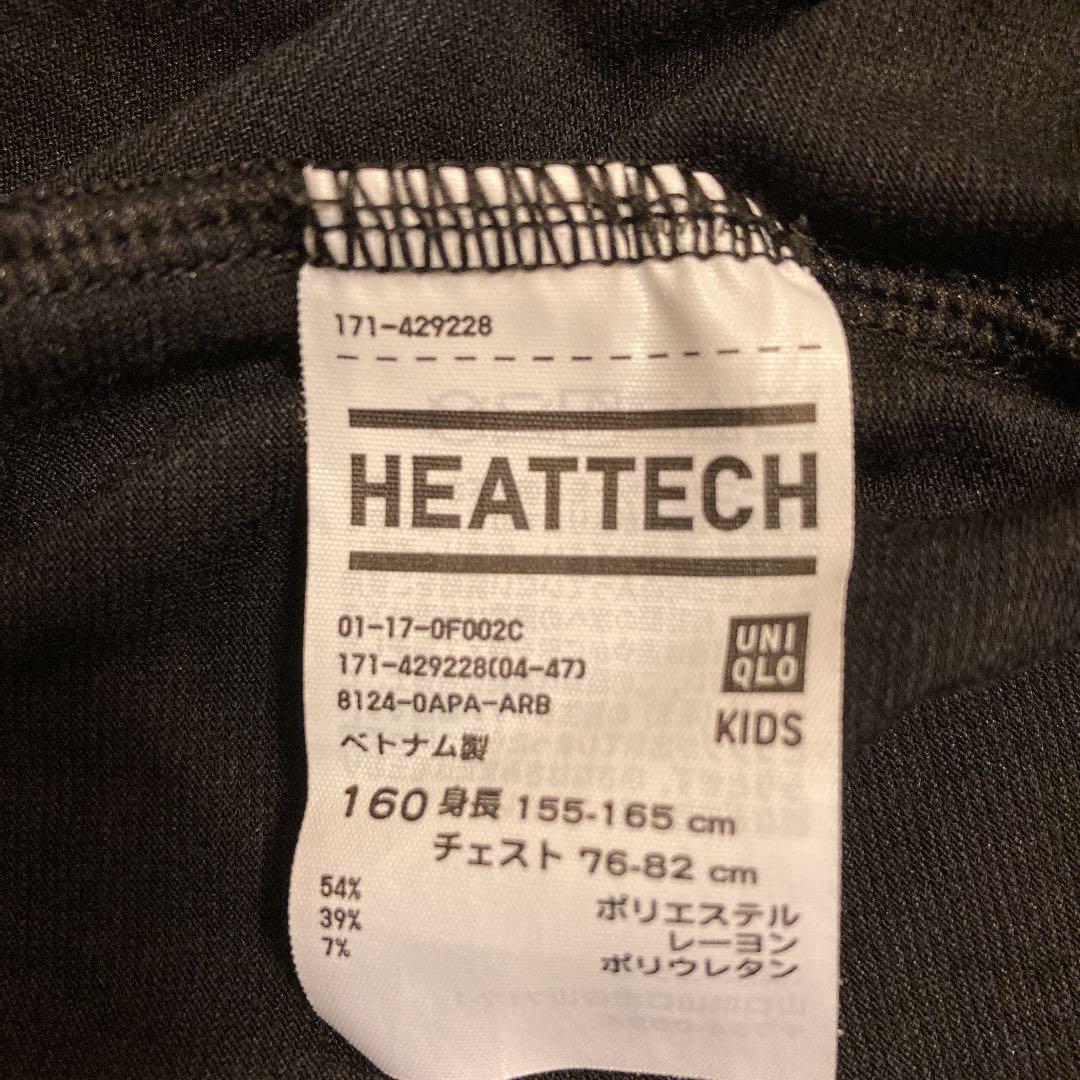 171-429228
HEATTECH
01-17-0F002C
171-429228(04-47)
8124-0APA-ARB
ベトナム製
UNI
QLO
KIDS
160 身長 155-165 cm
チェスト 76-82 cm
54% ポリエステル
39% レーヨン
7% ポリウレタン